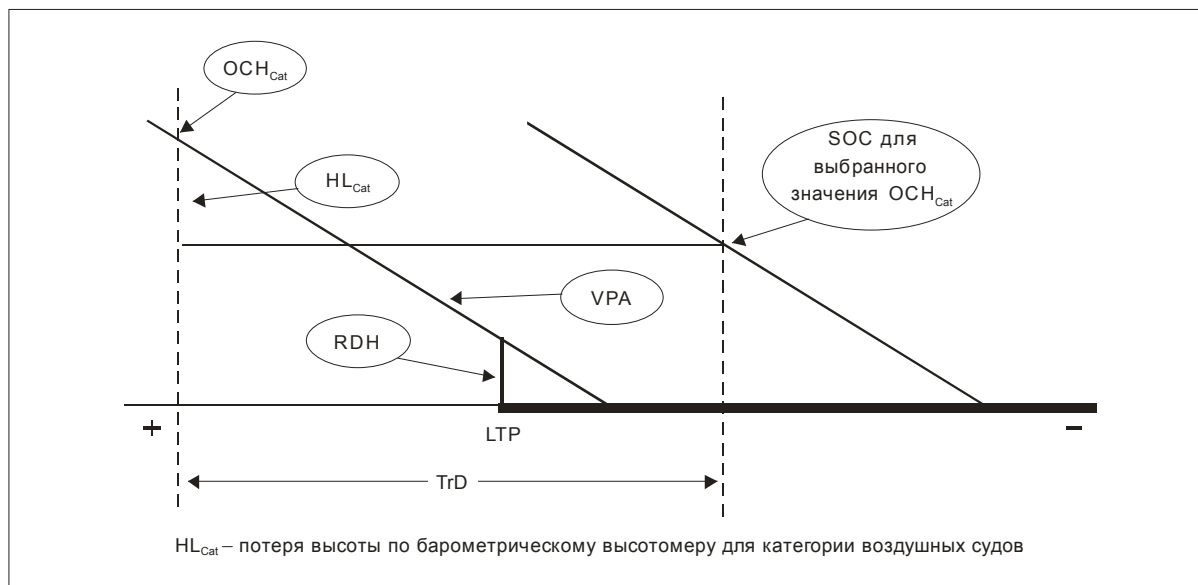 OCH_Cat
HL_Cat
SOC для
выбранного
значения OCH_Cat
VPA
RDH
+
LTP
−
TrD
HL_Cat – потеря высоты по барометрическому высотомеру для категории воздушных судов